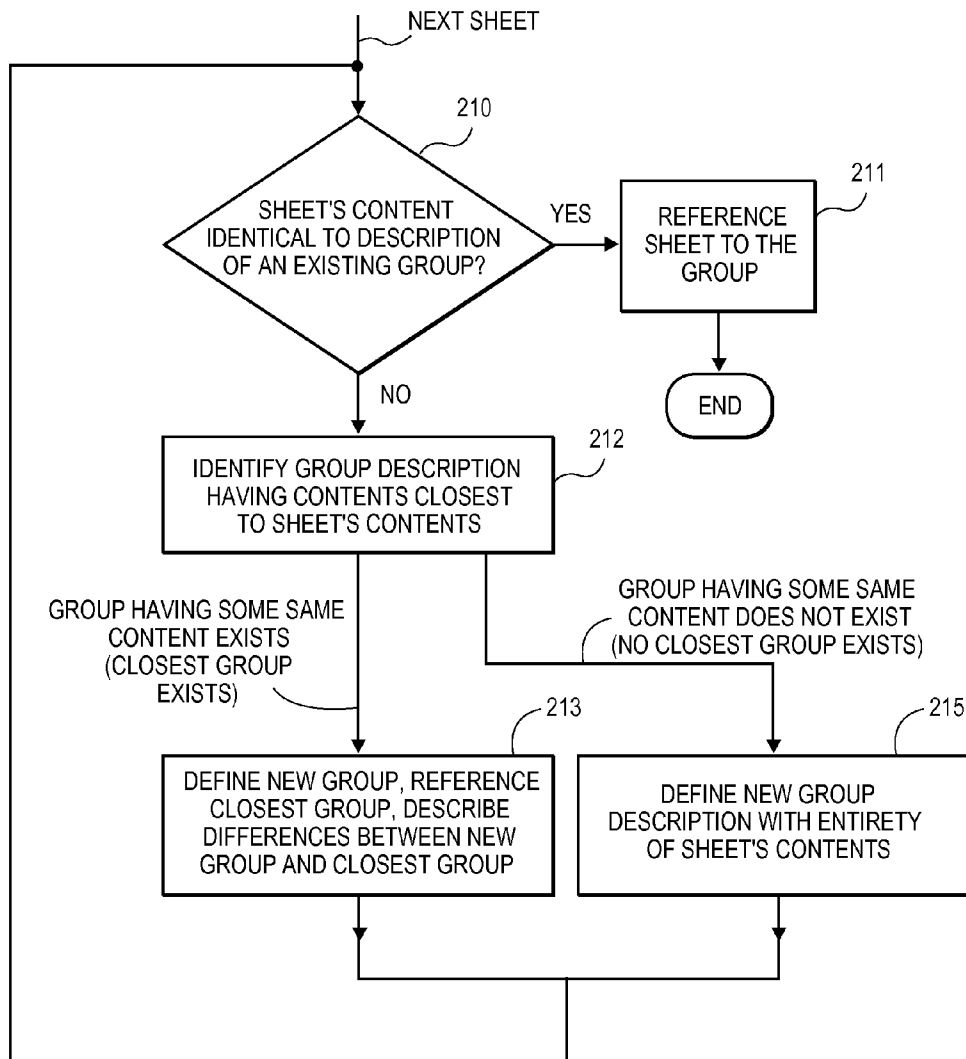 NEXT SHEET
210
SHEET'S CONTENT
IDENTICAL TO DESCRIPTION
OF AN EXISTING GROUP?
YES
211
REFERENCE
SHEET TO THE
GROUP
END
NO
212
IDENTIFY GROUP DESCRIPTION
HAVING CONTENTS CLOSEST
TO SHEET'S CONTENTS
GROUP HAVING SOME SAME
CONTENT EXISTS
(CLOSEST GROUP
EXISTS)
GROUP HAVING SOME SAME
CONTENT DOES NOT EXIST
(NO CLOSEST GROUP EXISTS)
213
DEFINE NEW GROUP, REFERENCE
CLOSEST GROUP, DESCRIBE
DIFFERENCES BETWEEN NEW
GROUP AND CLOSEST GROUP
215
DEFINE NEW GROUP
DESCRIPTION WITH ENTIRETY
OF SHEET'S CONTENTS